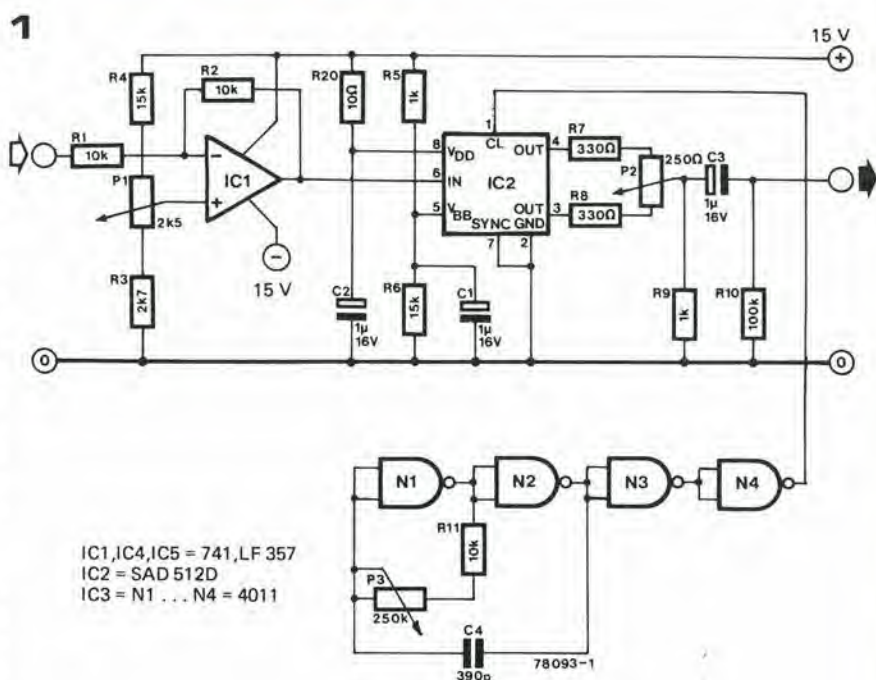 1
15 V
+
R4
15k
R2
10k
R20
10Ω
R5
1k
R1
10k
P1
2k5
−
+
IC1
−
15 V
R3
2k7
C2
1µ
16V
R6
15k
C1
1µ
16V
1
CL
8
VDD
OUT
4
6
IN
IC2
5
VBB
OUT
3
SYNC
GND
7
2
R7
330Ω
R8
330Ω
P2
250Ω
C3
1µ
16V
R9
1k
R10
100k
0
0
N1
N2
N3
N4
R11
10k
P3
250k
C4
390p
78093-1
IC1,IC4,IC5 = 741,LF 357
IC2 = SAD 512D
IC3 = N1 ... N4 = 4011